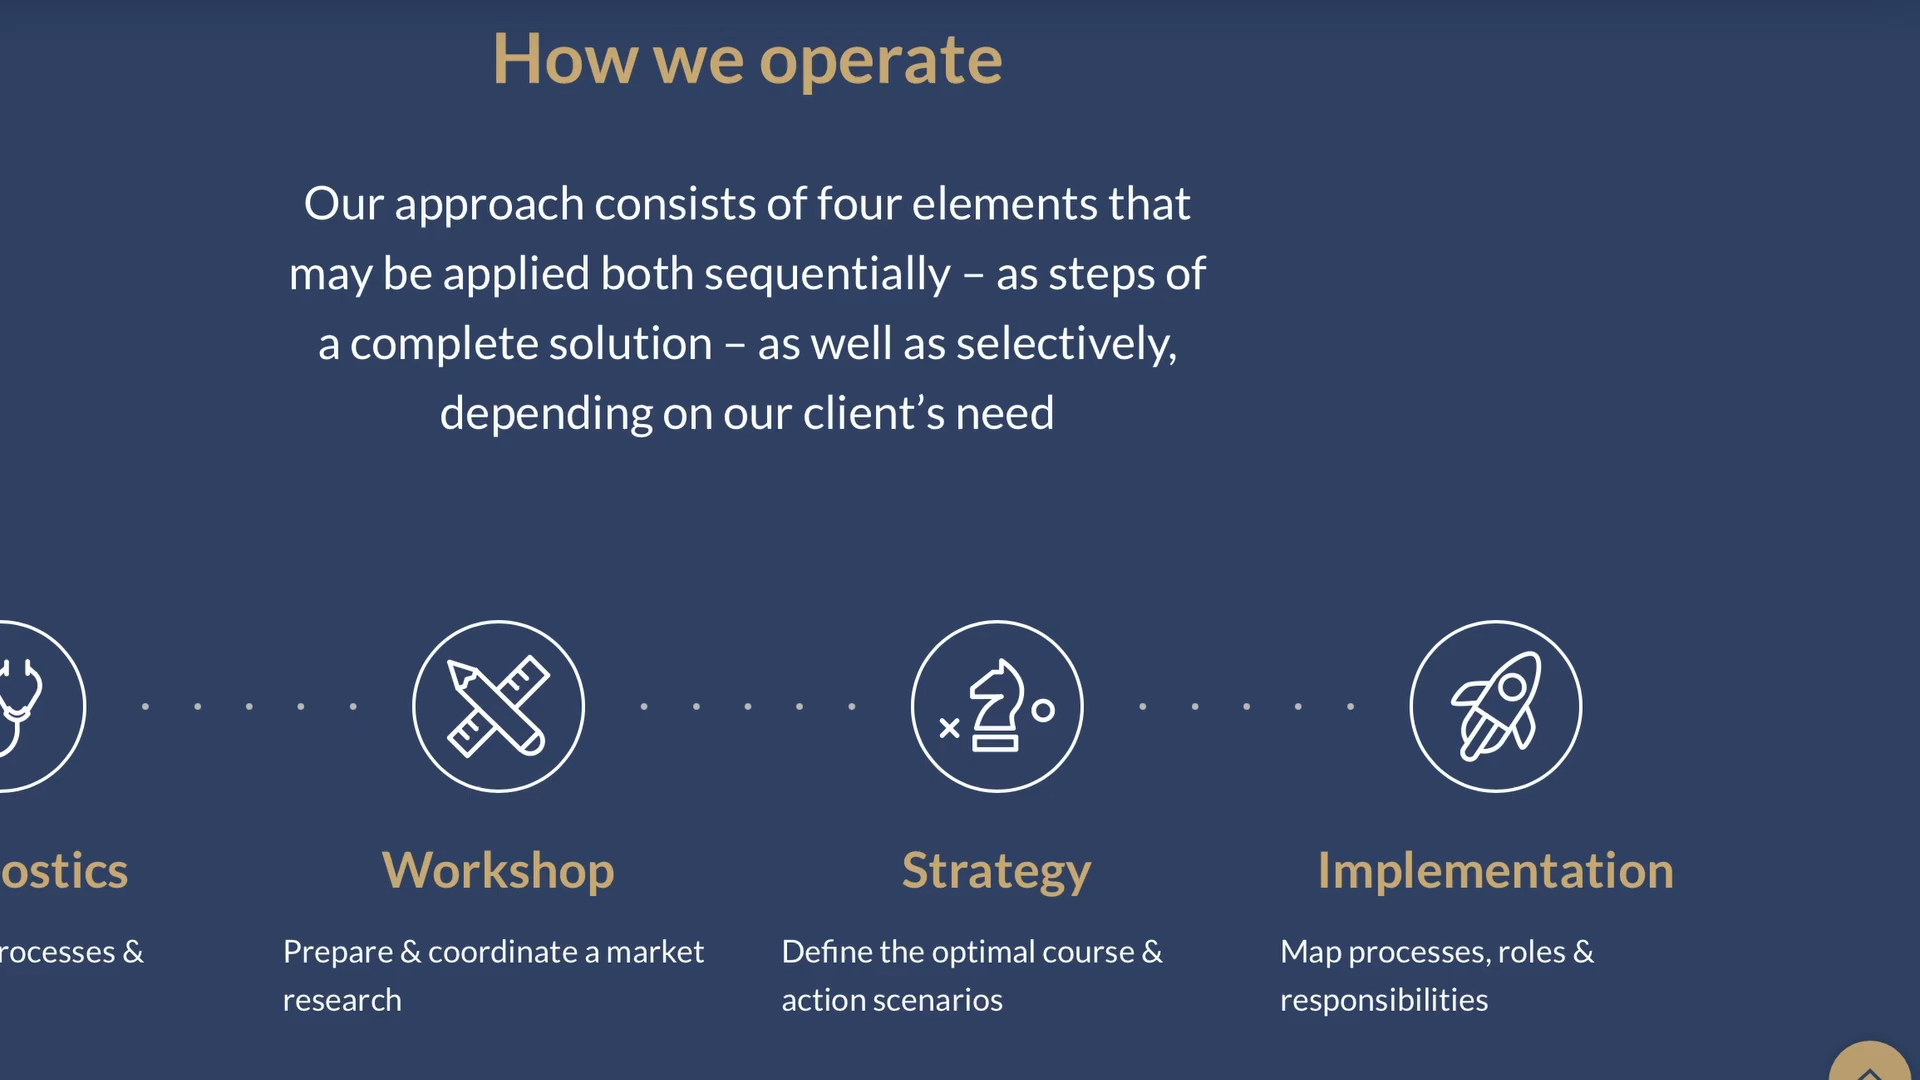 How we operate
Our approach consists of four elements that
may be applied both sequentially – as steps of
a complete solution – as well as selectively,
depending on our client’s need
ostics
Workshop
Strategy
Implementation
rocesses &
Prepare & coordinate a market
research
Define the optimal course &
action scenarios
Map processes, roles &
responsibilities